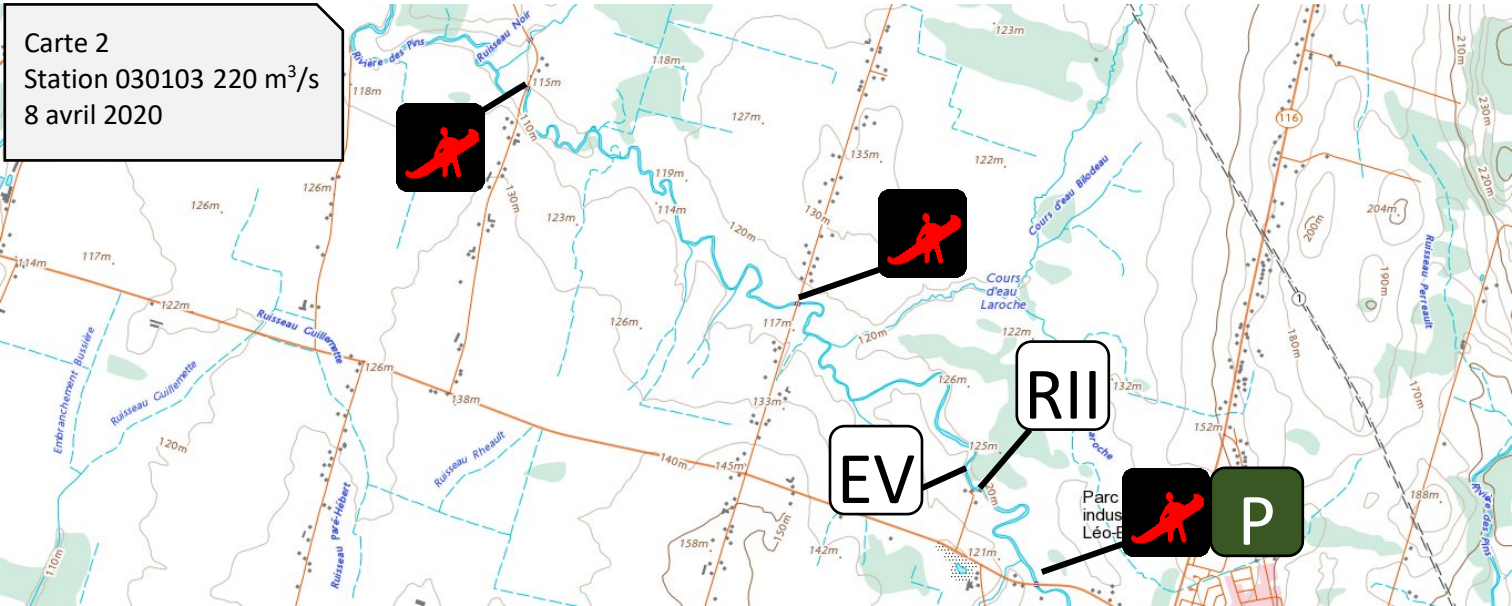 Carte 2
Station 030103 220 m³/s
8 avril 2020
Rivière des Pins
Ruisseau Noir
118m
115m
118m
123m
110m
127m
116
210m
230m
220m
126m
126m
130m
119m
114m
123m
120m
135m
130m
122m
Cours d'eau Bilodeau
200m
204m
Ruisseau Perreault
114m
117m
122m
Ruisseau Guillemette
126m
117m
Cours
d'eau
Laroche
1
190m
120m
122m
180m
Embranchement Bussière
Ruisseau Guillemette
126m
138m
126m
RII
132m
133m
170m
152m
120m
Ruisseau Rheault
140m
145m
EV
125m
20m
aroche
Ruisseau Paré-Hébert
150m
Parc
indus
Léo-
P
188m
Rivière des Pins
158m
142m
121m
110m